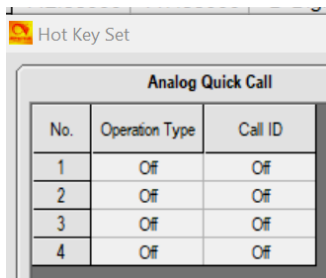 Hot Key Set
Analog Quick Call
No. Operation Type Call ID
1 Off Off
2 Off Off
3 Off Off
4 Off Off